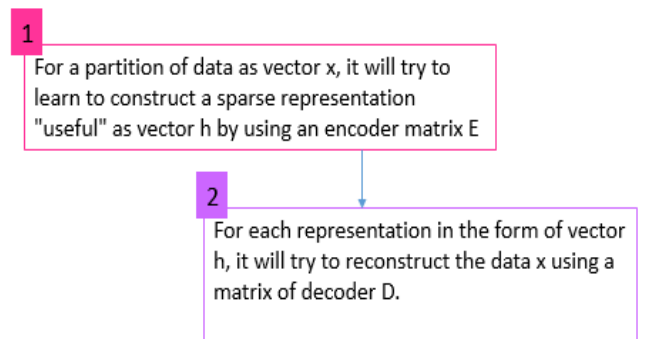 1
For a partition of data as vector x, it will try to
learn to construct a sparse representation
"useful" as vector h by using an encoder matrix E
2
For each representation in the form of vector
h, it will try to reconstruct the data x using a
matrix of decoder D.